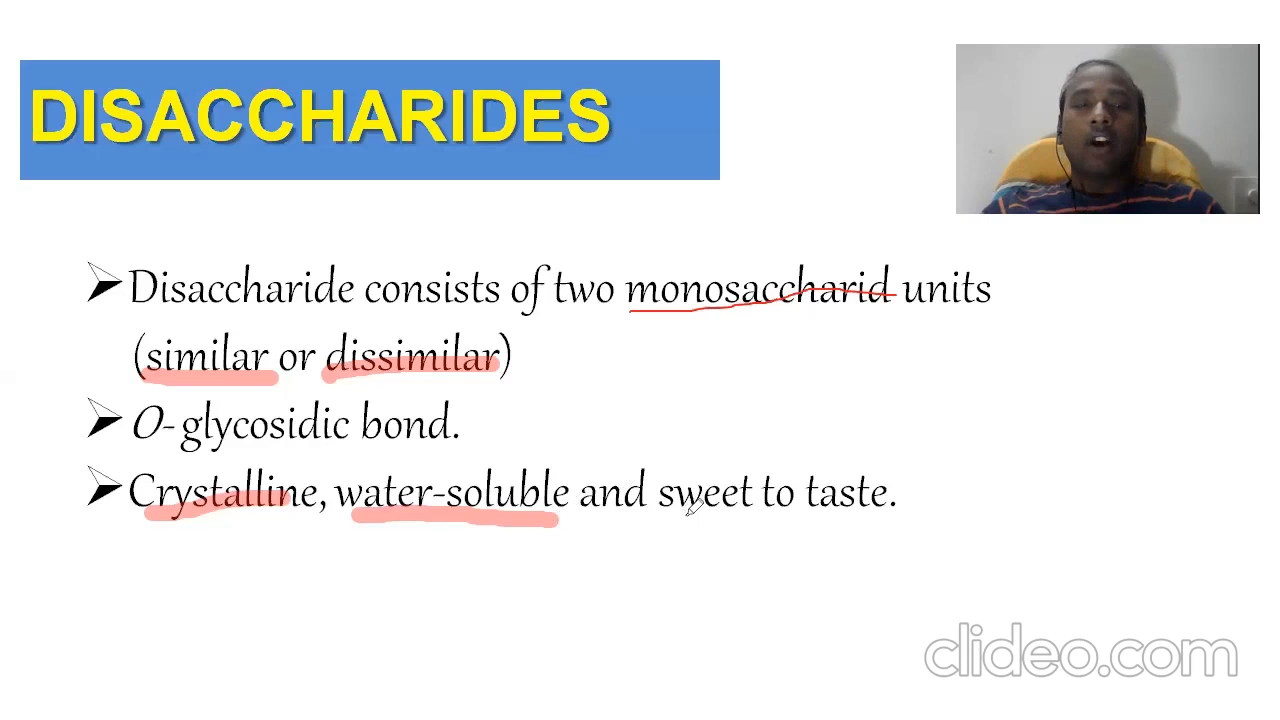 DISACCHARIDES
Disaccharide consists of two monosaccharid units
(similar or dissimilar)
O- glycosidic bond.
Crystalline, water-soluble and sweet to taste.
clideo.com